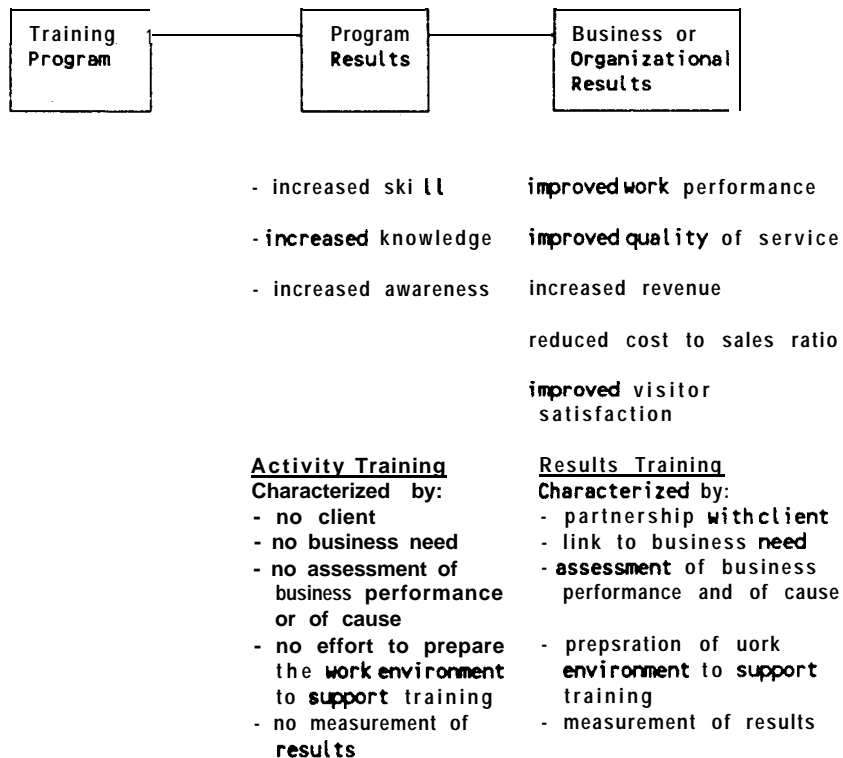 Training
Program
Program
Results
Business or
Organizational
Results
- increased skill
- increased knowledge
- increased awareness
improved work performance
improved quality of service
increased revenue
reduced cost to sales ratio
improved visitor
satisfaction
Activity Training
Characterized by:
- no client
- no business need
- no assessment of
business performance
or of cause
- no effort to prepare
the work environment
to support training
- no measurement of
results
Results Training
Characterized by:
- partnership with client
- link to business need
- assessment of business
performance and of cause
- prepsration of uork
environment to support
training
- measurement of results